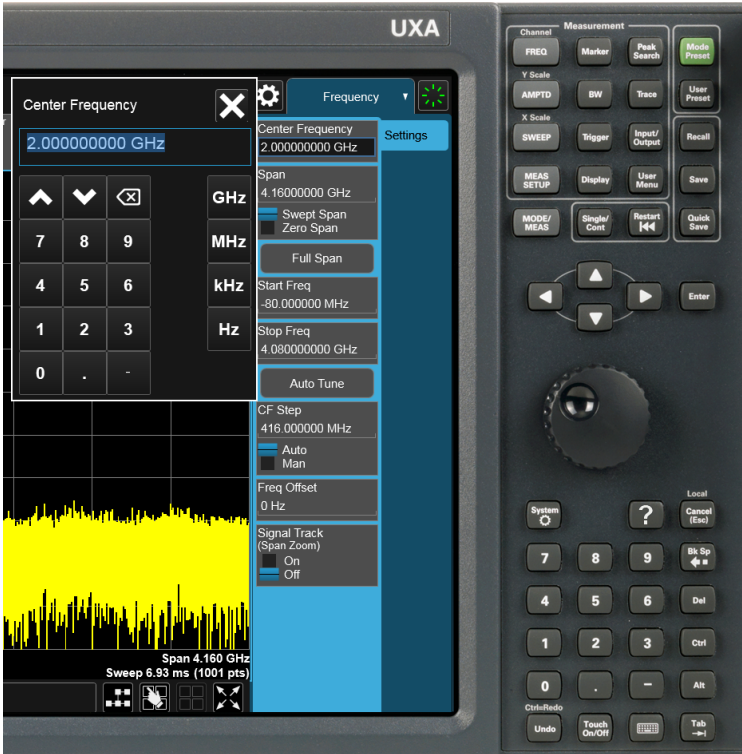 UXA
Center Frequency
2.000000000 GHz
GHz
7 8 9 MHz
4 5 6 kHz
1 2 3 Hz
0 . -
Frequency
Center Frequency
2.000000000 GHz
Settings
Span
4.16000000 GHz
Swept Span
Zero Span
Full Span
Start Freq
-80.000000 MHz
Stop Freq
4.080000000 GHz
Auto Tune
CF Step
416.000000 MHz
Auto
Man
Freq Offset
0 Hz
Signal Track
(Span Zoom)
On
Off
Span 4.160 GHz
Sweep 6.93 ms (1001 pts)
Measurement
Channel
FREQ
Marker
Peak
Search
Mode
Preset
Y Scale
AMPTD
BW
Trace
User
Preset
X Scale
SWEEP
Trigger
Input/
Output
Recall
MEAS
SETUP
Display
User
Menu
Save
MODE/
MEAS
Single/
Cont
Restart
Quick
Save
Enter
Local
System
?
Cancel
(Esc)
7 8 9
Bk Sp
4 5 6 Del
1 2 3 Ctrl
0 . - Alt
Ctrl=Redo
Undo
Touch
On/Off
Tab